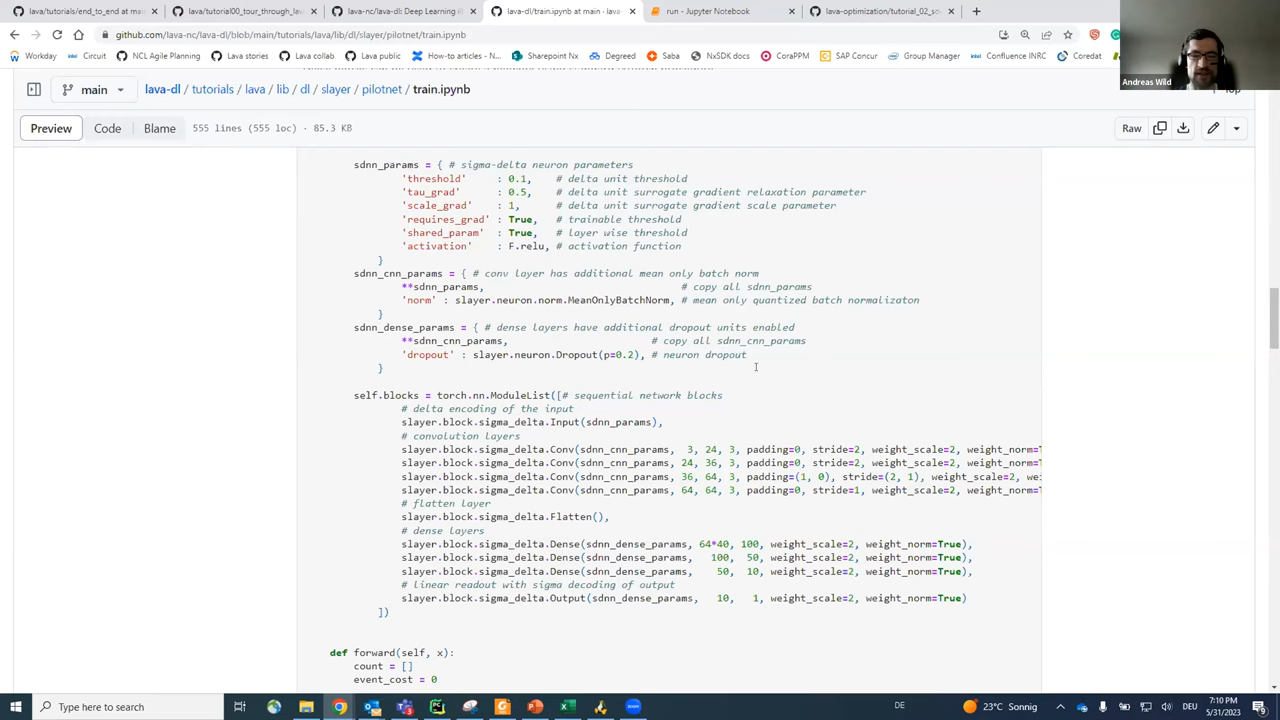 lava/tutorials/end_to_end at mai
lava/tutorial00_tour_through_lav
lava-nc/lava-dl: Deep Learning li
lava-dl/train.ipynb at main · lav
run - Jupyter Notebook
lava-optimization/tutorial_02_so
github.com/lava-nc/lava-dl/blob/main/tutorials/lava/lib/dl/slayer/pilotnet/train.ipynb
Workday Circuit NCL Agile Planning Lava stories Lava collab Lava public How-to articles - No... Sharepoint Nx Degreed Saba NxSDK docs CoraPPM SAP Concur Group Manager Confluence INRC Coredat
Andreas Wild
main
lava-dl / tutorials / lava / lib / dl / slayer / pilotnet / train.ipynb
Preview Code Blame 555 lines (555 loc) · 85.3 KB
Raw
sdnn_params = { # sigma-delta neuron parameters
'threshold' : 0.1, # delta unit threshold
'tau_grad' : 0.5, # delta unit surrogate gradient relaxation parameter
'scale_grad' : 1, # delta unit surrogate gradient scale parameter
'requires_grad' : True, # trainable threshold
'shared_param' : True, # layer wise threshold
'activation' : F.relu, # activation function
}
sdnn_cnn_params = { # conv layer has additional mean only batch norm
**sdnn_params, # copy all sdnn_params
'norm' : slayer.neuron.norm.MeanOnlyBatchNorm, # mean only quantized batch normalizaton
}
sdnn_dense_params = { # dense layers have additional dropout units enabled
**sdnn_cnn_params, # copy all sdnn_cnn_params
'dropout' : slayer.neuron.Dropout(p=0.2), # neuron dropout
}
self.blocks = torch.nn.ModuleList([# sequential network blocks
# delta encoding of the input
slayer.block.sigma_delta.Input(sdnn_params),
# convolution layers
slayer.block.sigma_delta.Conv(sdnn_cnn_params, 3, 24, 3, padding=0, stride=2, weight_scale=2, weight_norm=T
slayer.block.sigma_delta.Conv(sdnn_cnn_params, 24, 36, 3, padding=0, stride=2, weight_scale=2, weight_norm=T
slayer.block.sigma_delta.Conv(sdnn_cnn_params, 36, 64, 3, padding=(1, 0), stride=(2, 1), weight_scale=2, wei
slayer.block.sigma_delta.Conv(sdnn_cnn_params, 64, 64, 3, padding=0, stride=1, weight_scale=2, weight_norm=T
# flatten layer
slayer.block.sigma_delta.Flatten(),
# dense layers
slayer.block.sigma_delta.Dense(sdnn_dense_params, 64*40, 100, weight_scale=2, weight_norm=True),
slayer.block.sigma_delta.Dense(sdnn_dense_params, 100, 50, weight_scale=2, weight_norm=True),
slayer.block.sigma_delta.Dense(sdnn_dense_params, 50, 10, weight_scale=2, weight_norm=True),
# linear readout with sigma decoding of output
slayer.block.sigma_delta.Output(sdnn_dense_params, 10, 1, weight_scale=2, weight_norm=True)
])
def forward(self, x):
count = []
event_cost = 0
Type here to search
DE
23°C Sonnig
DEU
7:10 PM
5/31/2023